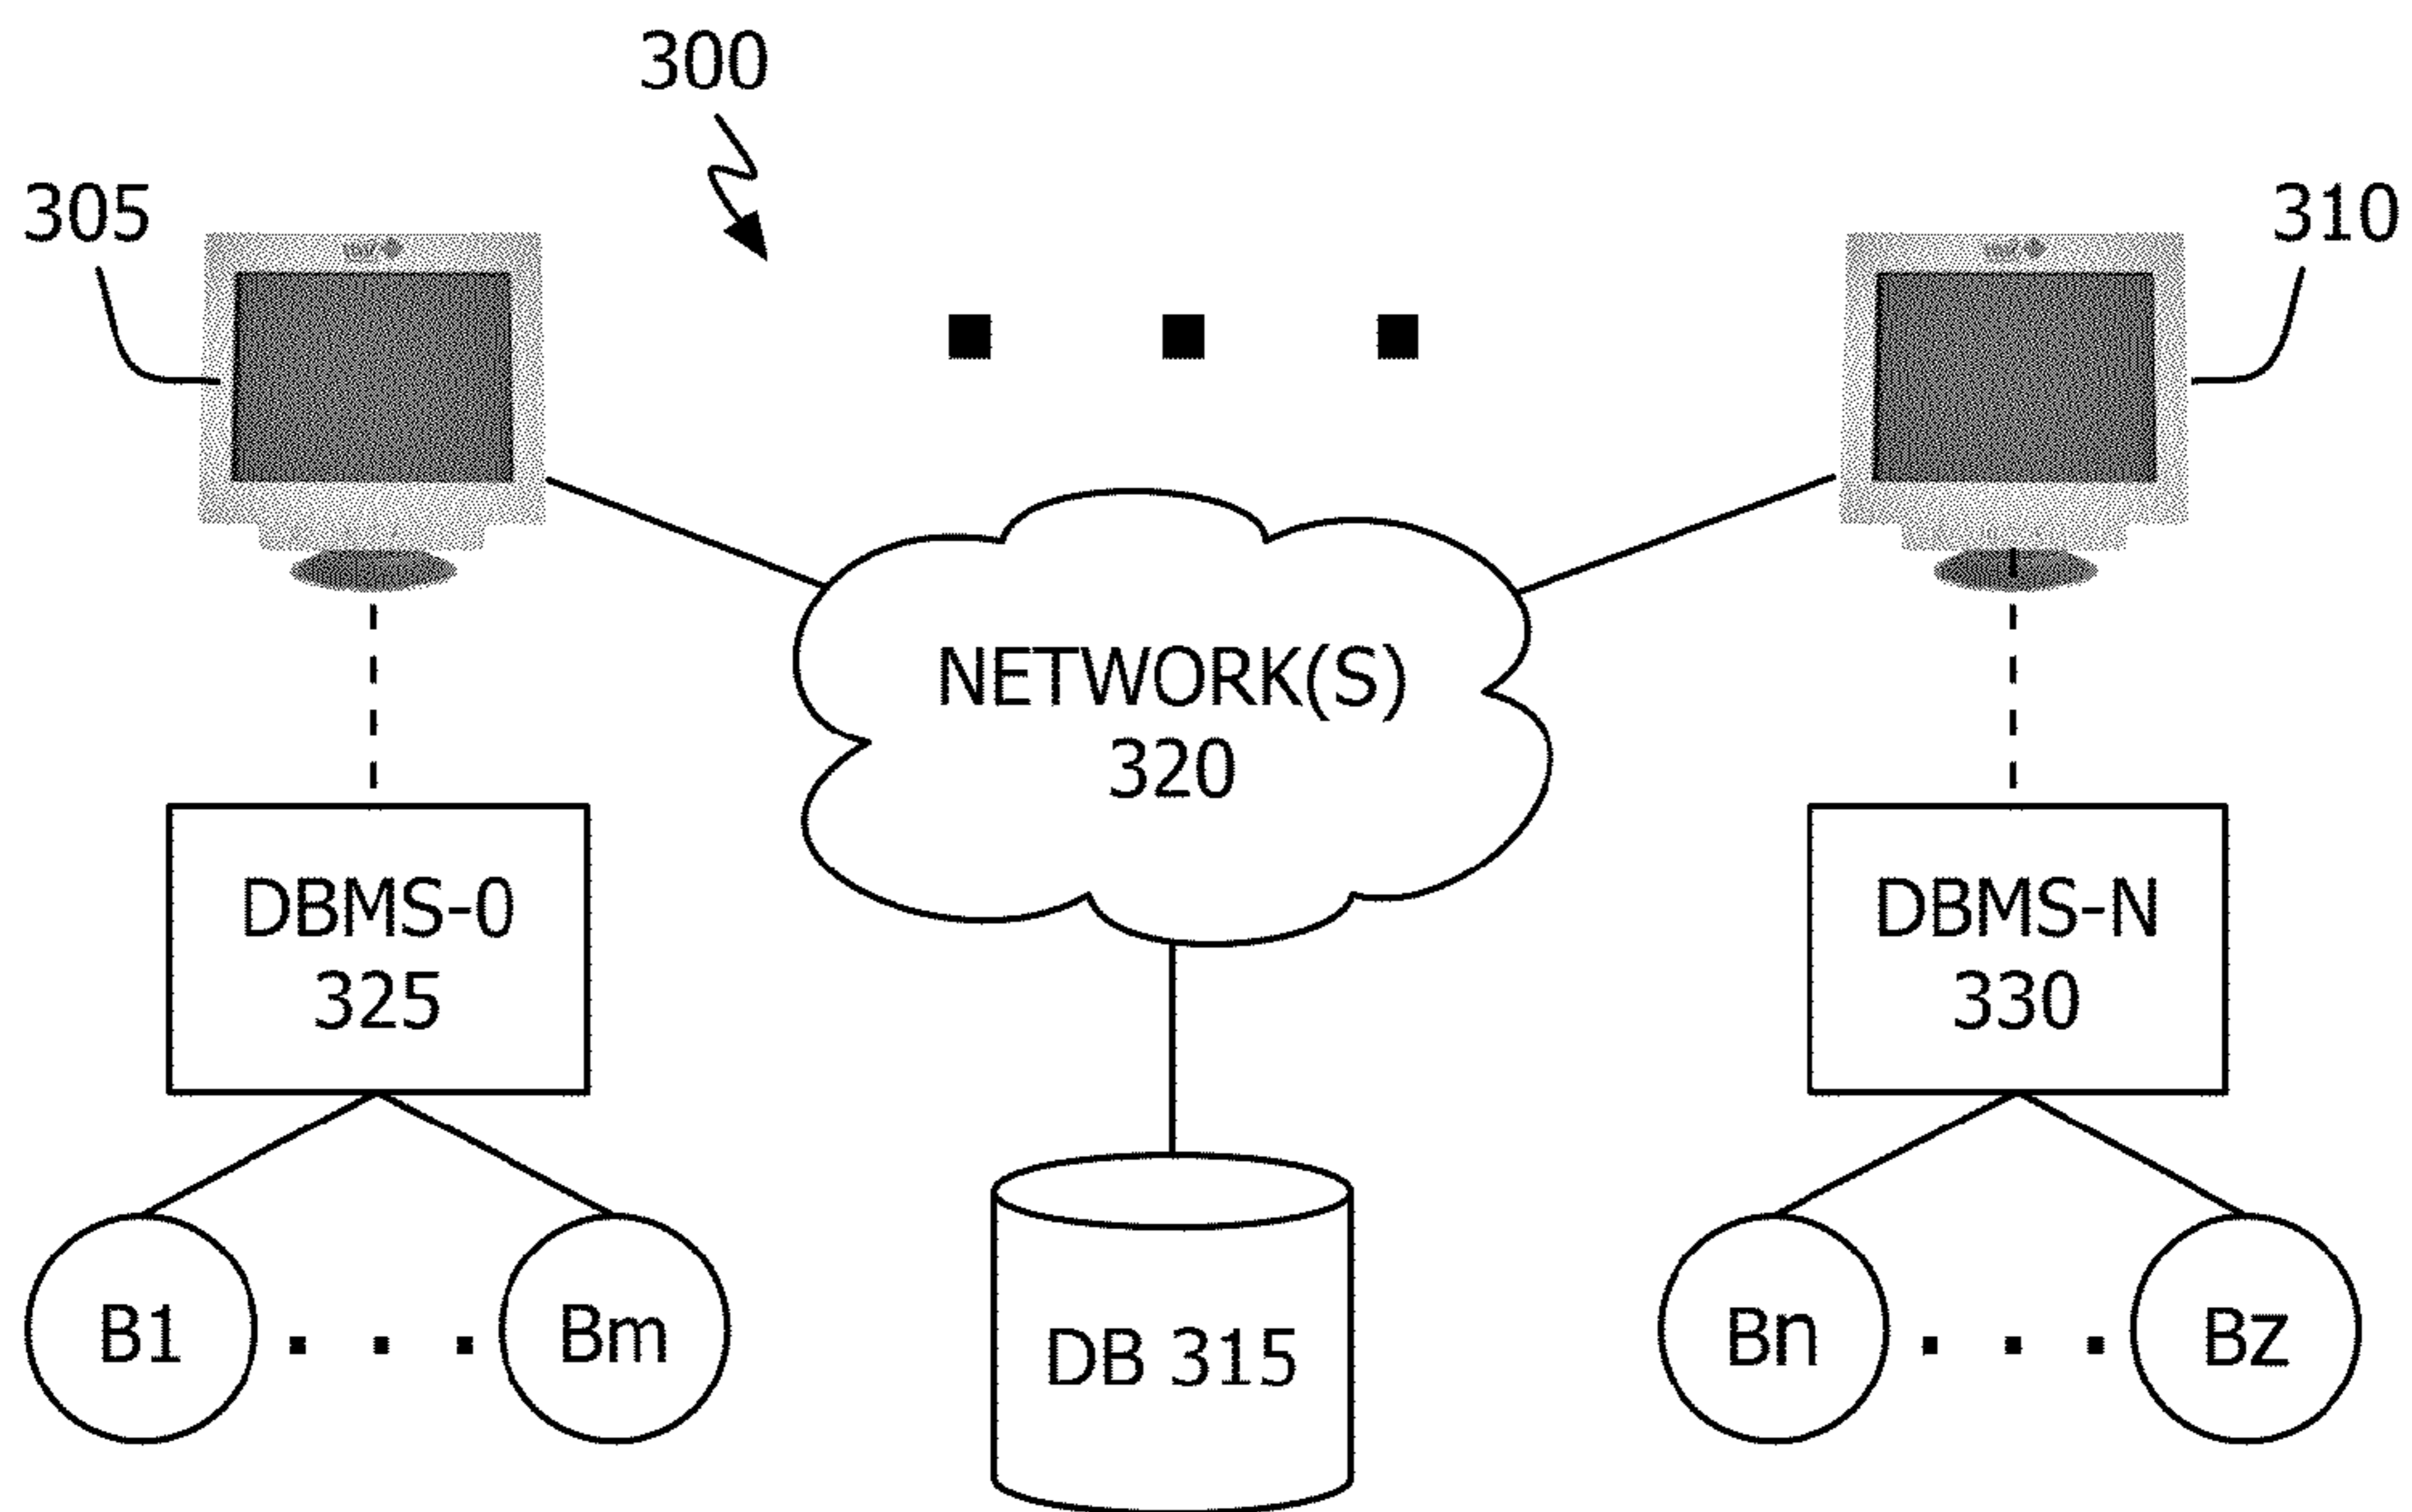 300
305
310
NETWORK(S)
320
DBMS-0
325
DBMS-N
330
B1 . . . Bm
DB 315
Bn . . . Bz